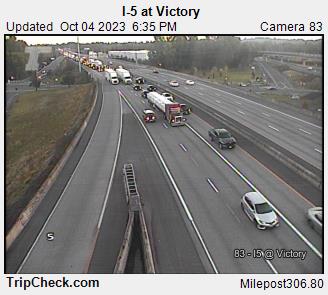 I-5 at Victory
Updated Oct 04 2023 6:35 PM Camera 83
S
83 - I5 @ Victory
TripCheck.com Milepost306.80